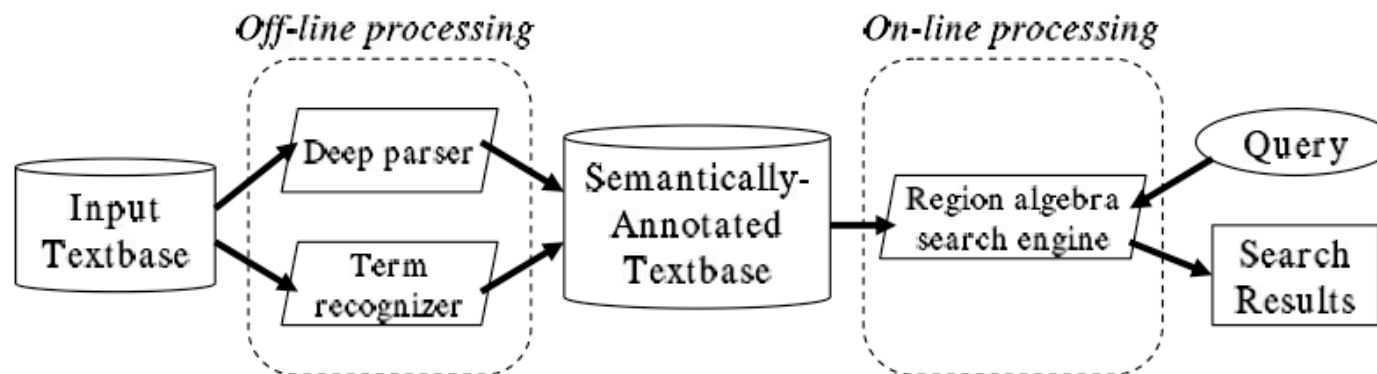 Off-line processing
On-line processing
Input
Textbase
Deep parser
Term
recognizer
Semantically-
Annotated
Textbase
Region algebra
search engine
Query
Search
Results